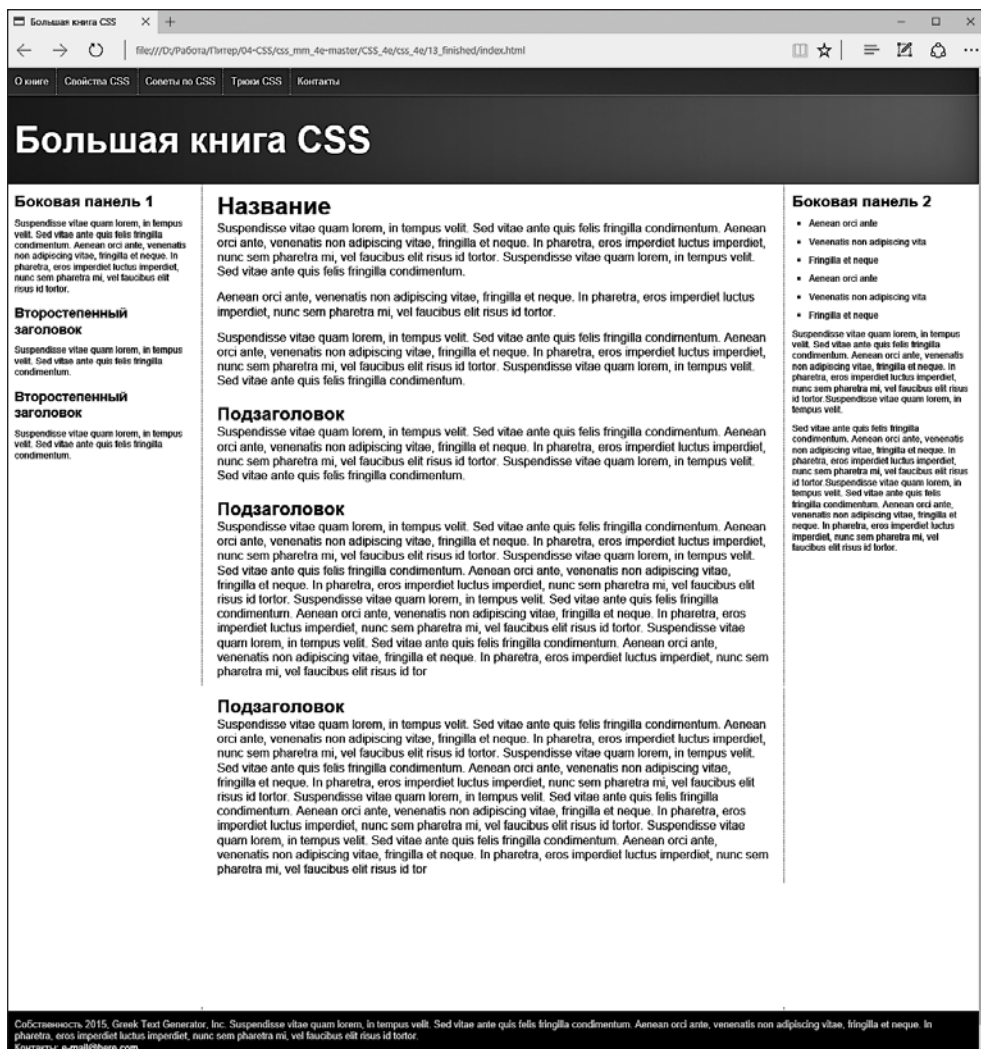 Большая книга CSS
file:///D:/Работа/Питер/04-CSS/css_mm_4e-master/CSS_4e/css_4e/13_finished/index.html
О книге Свойства CSS Советы по CSS Трюки CSS Контакты
Большая книга CSS
Боковая панель 1
Suspendisse vitae quam lorem, in tempus
velit. Sed vitae ante quis felis fringilla
condimentum. Aenean orci ante, venenatis
non adipiscing vitae, fringilla et neque. In
pharetra, eros imperdiet luctus imperdiet,
nunc sem pharetra mi, vel faucibus elit
risus id tortor.
Второстепенный
заголовок
Suspendisse vitae quam lorem, in tempus
velit. Sed vitae ante quis felis fringilla
condimentum.
Второстепенный
заголовок
Suspendisse vitae quam lorem, in tempus
velit. Sed vitae ante quis felis fringilla
condimentum.
Название
Suspendisse vitae quam lorem, in tempus velit. Sed vitae ante quis felis fringilla condimentum. Aenean
orci ante, venenatis non adipiscing vitae, fringilla et neque. In pharetra, eros imperdiet luctus imperdiet,
nunc sem pharetra mi, vel faucibus elit risus id tortor. Suspendisse vitae quam lorem, in tempus velit.
Sed vitae ante quis felis fringilla condimentum.
Aenean orci ante, venenatis non adipiscing vitae, fringilla et neque. In pharetra, eros imperdiet luctus
imperdiet, nunc sem pharetra mi, vel faucibus elit risus id tortor.
Suspendisse vitae quam lorem, in tempus velit. Sed vitae ante quis felis fringilla condimentum. Aenean
orci ante, venenatis non adipiscing vitae, fringilla et neque. In pharetra, eros imperdiet luctus imperdiet,
nunc sem pharetra mi, vel faucibus elit risus id tortor. Suspendisse vitae quam lorem, in tempus velit.
Sed vitae ante quis felis fringilla condimentum.
Подзаголовок
Suspendisse vitae quam lorem, in tempus velit. Sed vitae ante quis felis fringilla condimentum. Aenean
orci ante, venenatis non adipiscing vitae, fringilla et neque. In pharetra, eros imperdiet luctus imperdiet,
nunc sem pharetra mi, vel faucibus elit risus id tortor. Suspendisse vitae quam lorem, in tempus velit.
Sed vitae ante quis felis fringilla condimentum.
Подзаголовок
Suspendisse vitae quam lorem, in tempus velit. Sed vitae ante quis felis fringilla condimentum. Aenean
orci ante, venenatis non adipiscing vitae, fringilla et neque. In pharetra, eros imperdiet luctus imperdiet,
nunc sem pharetra mi, vel faucibus elit risus id tortor. Suspendisse vitae quam lorem, in tempus velit.
Sed vitae ante quis felis fringilla condimentum. Aenean orci ante, venenatis non adipiscing vitae,
fringilla et neque. In pharetra, eros imperdiet luctus imperdiet, nunc sem pharetra mi, vel faucibus elit
risus id tortor. Suspendisse vitae quam lorem, in tempus velit. Sed vitae ante quis felis fringilla
condimentum. Aenean orci ante, venenatis non adipiscing vitae, fringilla et neque. In pharetra, eros
imperdiet luctus imperdiet, nunc sem pharetra mi, vel faucibus elit risus id tortor. Suspendisse vitae
quam lorem, in tempus velit. Sed vitae ante quis felis fringilla condimentum. Aenean orci ante,
venenatis non adipiscing vitae, fringilla et neque. In pharetra, eros imperdiet luctus imperdiet, nunc sem
pharetra mi, vel faucibus elit risus id tor
Подзаголовок
Suspendisse vitae quam lorem, in tempus velit. Sed vitae ante quis felis fringilla condimentum. Aenean
orci ante, venenatis non adipiscing vitae, fringilla et neque. In pharetra, eros imperdiet luctus imperdiet,
nunc sem pharetra mi, vel faucibus elit risus id tortor. Suspendisse vitae quam lorem, in tempus velit.
Sed vitae ante quis felis fringilla condimentum. Aenean orci ante, venenatis non adipiscing vitae,
fringilla et neque. In pharetra, eros imperdiet luctus imperdiet, nunc sem pharetra mi, vel faucibus elit
risus id tortor. Suspendisse vitae quam lorem, in tempus velit. Sed vitae ante quis felis fringilla
condimentum. Aenean orci ante, venenatis non adipiscing vitae, fringilla et neque. In pharetra, eros
imperdiet luctus imperdiet, nunc sem pharetra mi, vel faucibus elit risus id tortor. Suspendisse vitae
quam lorem, in tempus velit. Sed vitae ante quis felis fringilla condimentum. Aenean orci ante,
venenatis non adipiscing vitae, fringilla et neque. In pharetra, eros imperdiet luctus imperdiet, nunc sem
pharetra mi, vel faucibus elit risus id tor
Боковая панель 2
Aenean orci ante
Venenatis non adipiscing vita
Fringilla et neque
Aenean orci ante
Venenatis non adipiscing vita
Fringilla et neque
Suspendisse vitae quam lorem, in tempus
velit. Sed vitae ante quis felis fringilla
condimentum. Aenean orci ante, venenatis
non adipiscing vitae, fringilla et neque. In
pharetra, eros imperdiet luctus imperdiet,
nunc sem pharetra mi, vel faucibus elit risus
id tortor.Suspendisse vitae quam lorem, in
tempus velit.
Sed vitae ante quis felis fringilla
condimentum. Aenean orci ante, venenatis
non adipiscing vitae, fringilla et neque. In
pharetra, eros imperdiet luctus imperdiet,
nunc sem pharetra mi, vel faucibus elit risus
id tortor.Suspendisse vitae quam lorem, in
tempus velit. Sed vitae ante quis felis
fringilla condimentum. Aenean orci ante,
venenatis non adipiscing vitae, fringilla et
neque. In pharetra, eros imperdiet luctus
imperdiet, nunc sem pharetra mi, vel
faucibus elit risus id tortor.
Собственность 2015, Greek Text Generator, Inc. Suspendisse vitae quam lorem, in tempus velit. Sed vitae ante quis felis fringilla condimentum. Aenean orci ante, venenatis non adipiscing vitae, fringilla et neque. In
pharetra, eros imperdiet luctus imperdiet, nunc sem pharetra mi, vel faucibus elit risus id tortor.
Контакты: e-mail@here.com